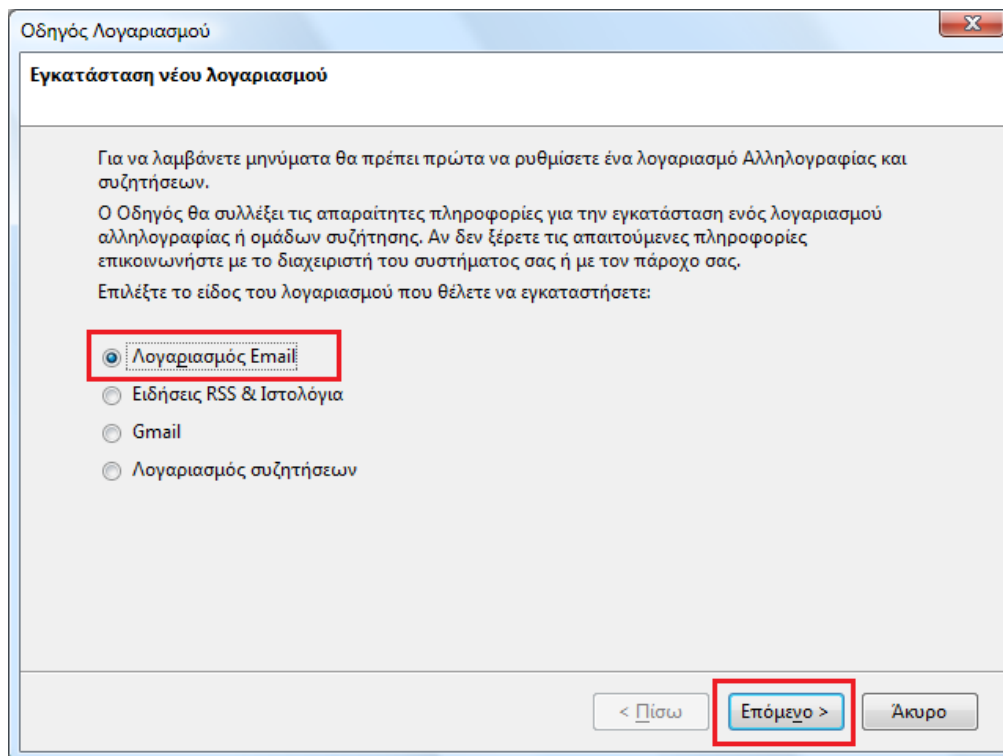 Οδηγός Λογαριασμού
Εγκατάσταση νέου λογαριασμού
Για να λαμβάνετε μηνύματα θα πρέπει πρώτα να ρυθμίσετε ένα λογαριασμό Αλληλογραφίας και
συζητήσεων.
Ο Οδηγός θα συλλέξει τις απαραίτητες πληροφορίες για την εγκατάσταση ενός λογαριασμού
αλληλογραφίας ή ομάδων συζήτησης. Αν δεν ξέρετε τις απαιτούμενες πληροφορίες
επικοινωνήστε με το διαχειριστή του συστήματος σας ή με τον πάροχο σας.
Επιλέξτε το είδος του λογαριασμού που θέλετε να εγκαταστήσετε:
Λογαριασμός Email
Ειδήσεις RSS & Ιστολόγια
Gmail
Λογαριασμός συζητήσεων
< Πίσω Επόμενο > Άκυρο